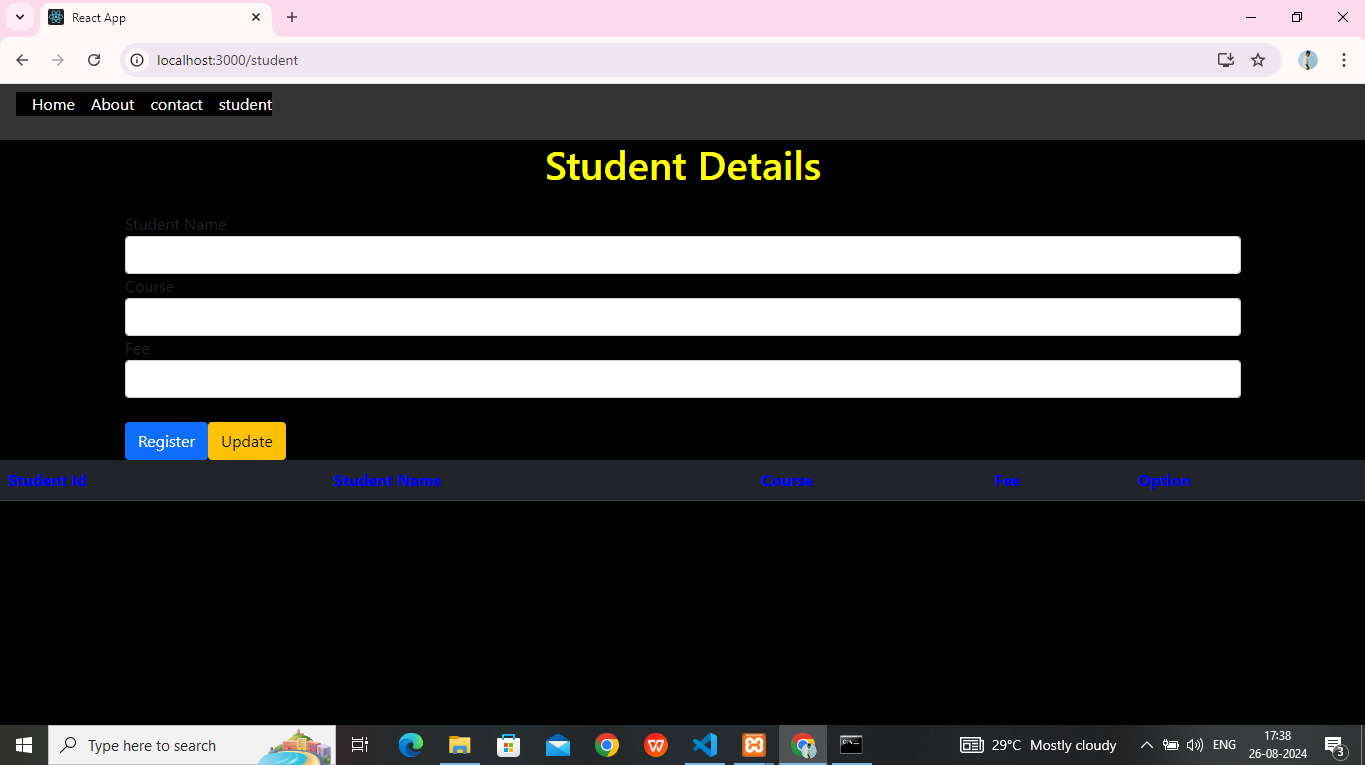 React App
localhost:3000/student
Home About contact student
Student Details
Student Name
Course
Fee
Register Update
Student Id Student Name Course Fee Option
Type here to search
29°C Mostly cloudy
ENG
17:38
26-08-2024
3